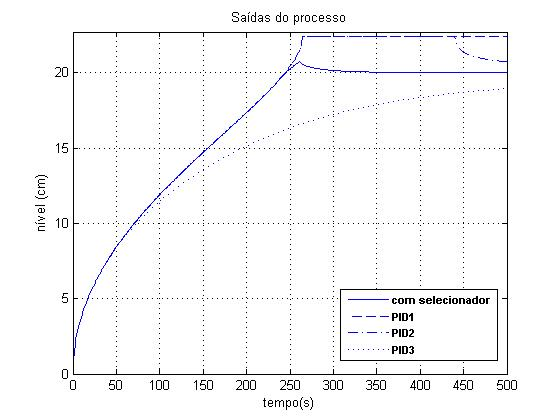 Saídas do processo
nível (cm)
20
15
10
5
0
0 50 100 150 200 250 300 350 400 450 500
tempo(s)
com selecionador
PID1
PID2
PID3